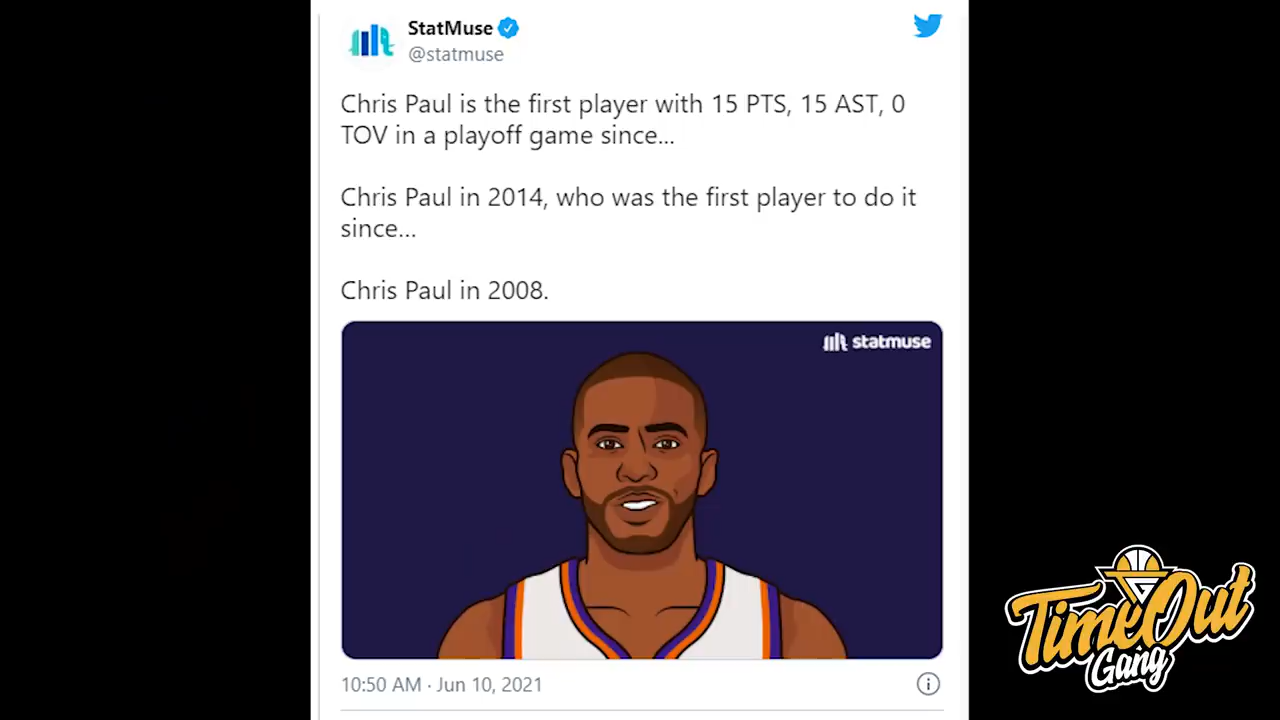 StatMuse
@statmuse
Chris Paul is the first player with 15 PTS, 15 AST, 0
TOV in a playoff game since...
Chris Paul in 2014, who was the first player to do it
since...
Chris Paul in 2008.
statmuse
10:50 AM · Jun 10, 2021
TimeOut
Gang